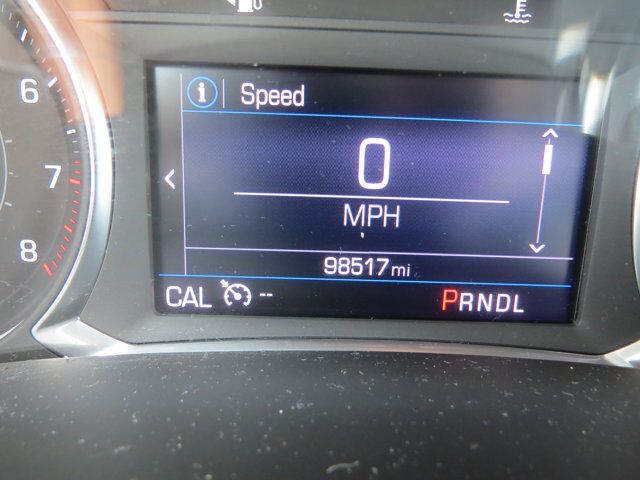 6
7
8
i Speed
0
MPH
98517 mi
CAL -- PRNDL